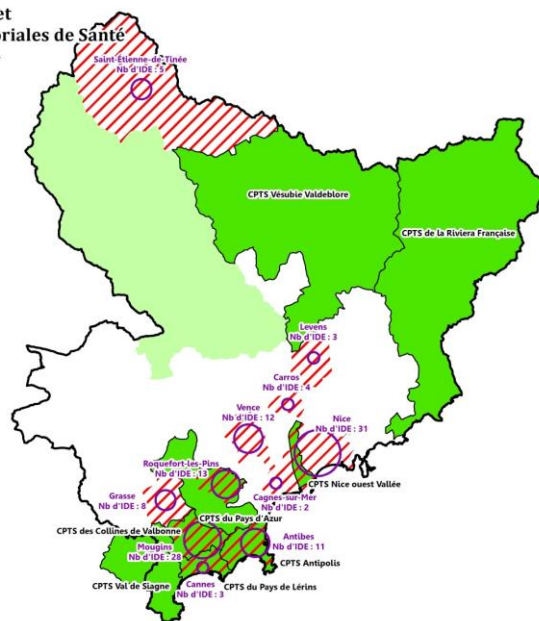 et
oriales de Santé
Saint-Étienne-de-Tinée
Nb d'IDE : 5
CPTS Vésubie Valdeblore
CPTS de la Riviera Française
Levens
Nb d'IDE : 3
Carros
Nb d'IDE : 4
Vence
Nb d'IDE : 12
Nice
Nb d'IDE : 31
Roquefort-les-Pins
Nb d'IDE : 13
CPTS Nice ouest Vallée
Cagnes-sur-Mer
Nb d'IDE : 2
Grasse
Nb d'IDE : 8
CPTS du Pays d'Azur
CPTS des Collines de Valbonne
Mougins
Nb d'IDE : 28
Antibes
Nb d'IDE : 11
CPTS Antipolis
CPTS Val de Siagne
Cannes
Nb d'IDE : 3
CPTS du Pays de Lérins